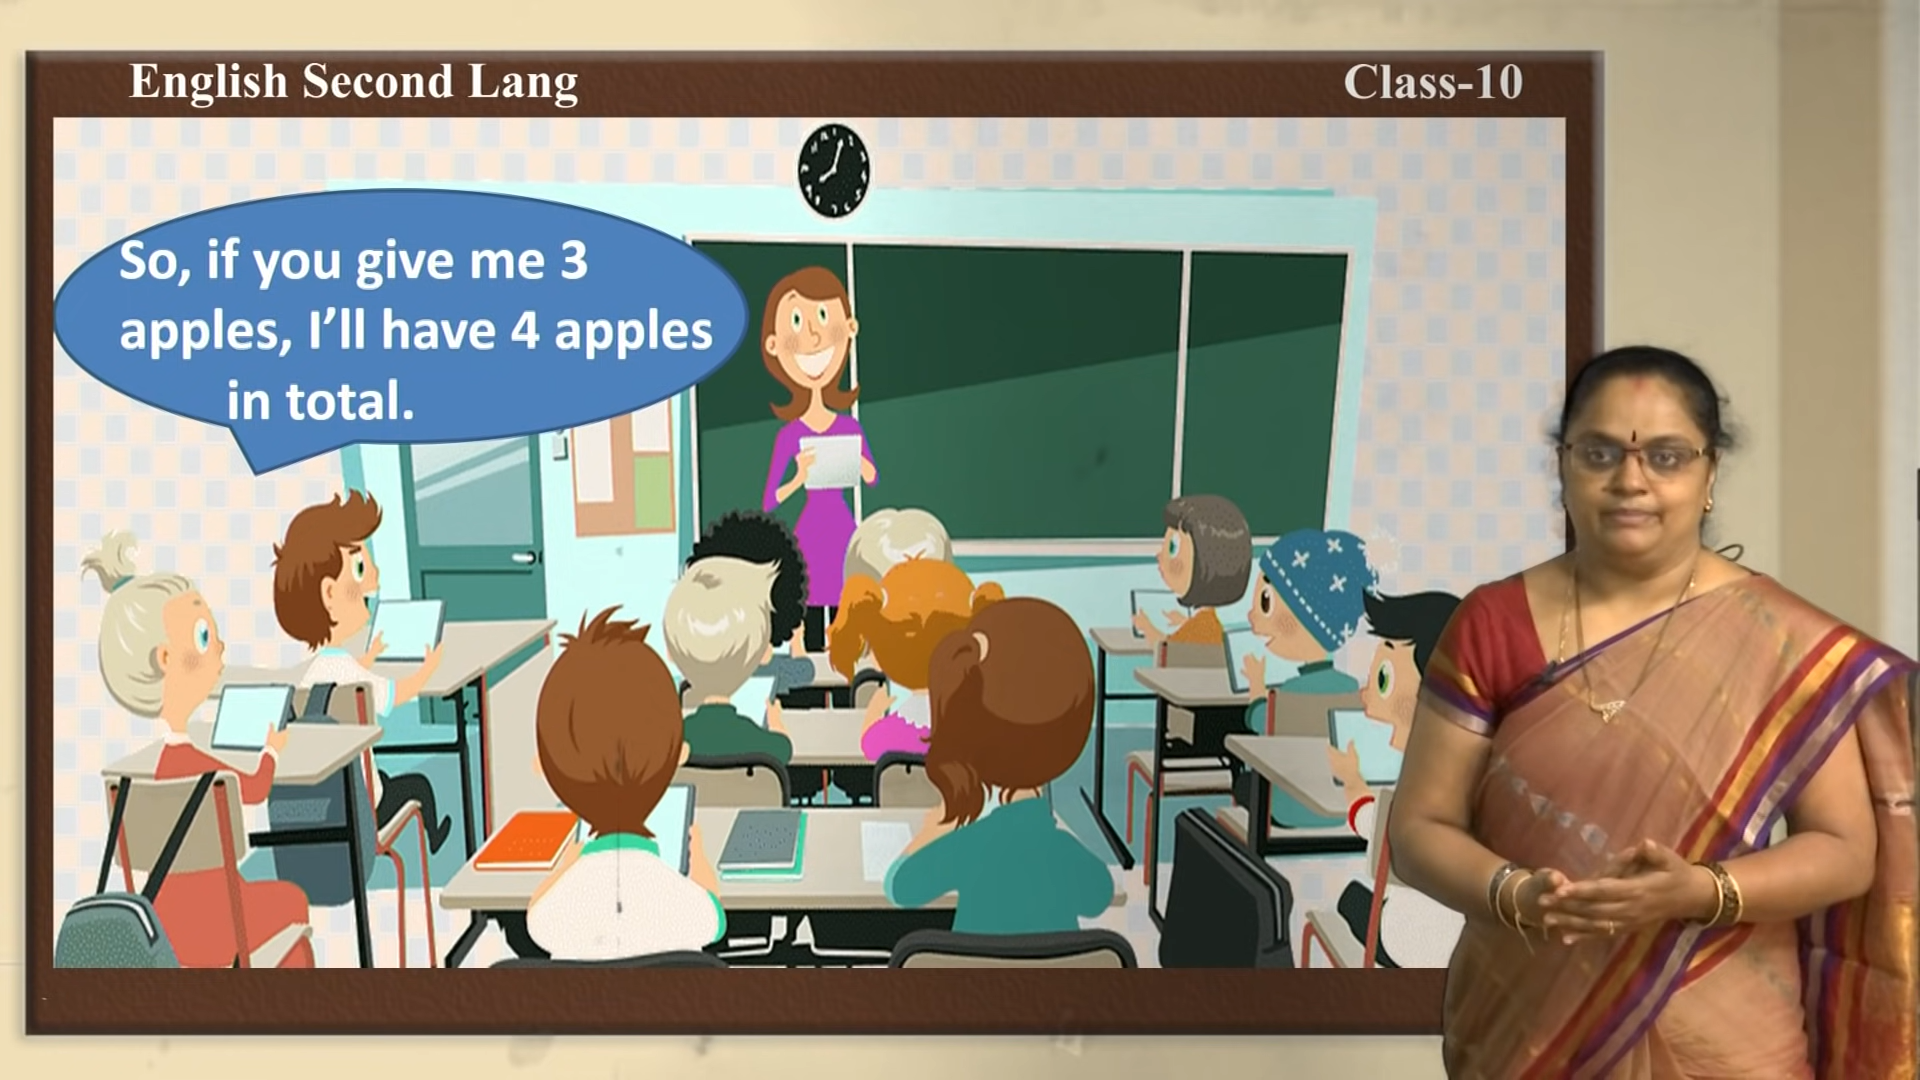 English Second Lang
Class-10
So, if you give me 3
apples, I'll have 4 apples
in total.